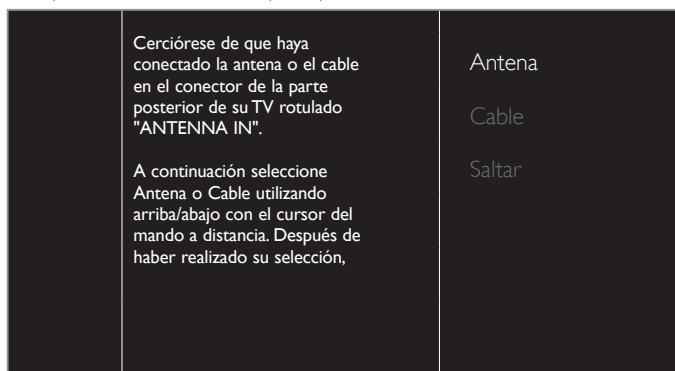 Cerciórese de que haya
conectado la antena o el cable
en el conector de la parte
posterior de su TV rotulado
"ANTENNA IN".
A continuación seleccione
Antena o Cable utilizando
arriba/abajo con el cursor del
mando a distancia. Después de
haber realizado su selección,
Antena
Cable
Saltar